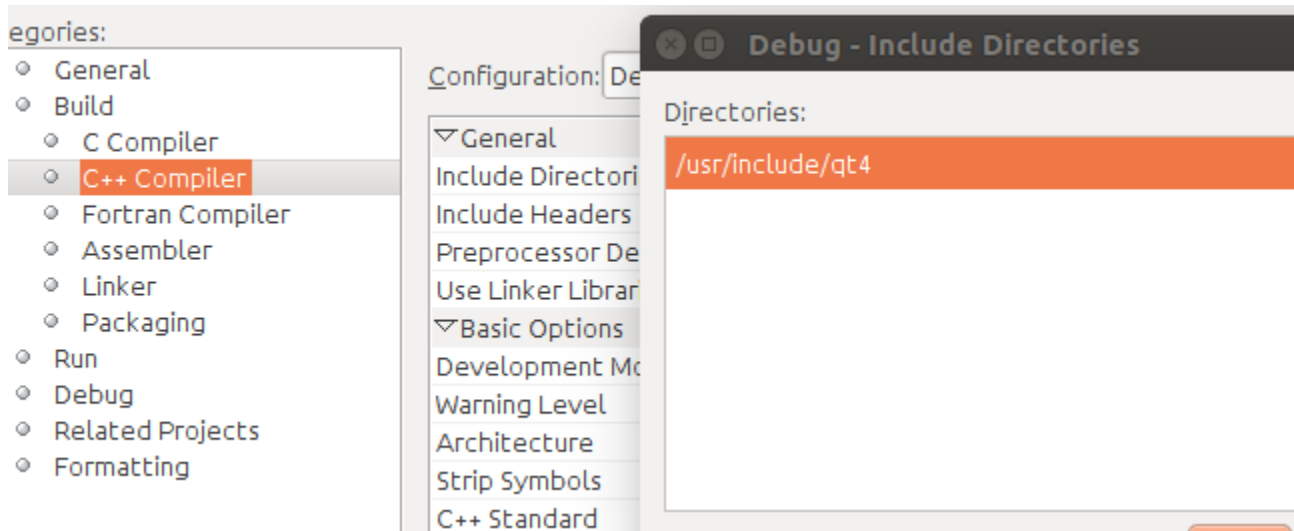 egories:
General
Build
C Compiler
C++ Compiler
Fortran Compiler
Assembler
Linker
Packaging
Run
Debug
Related Projects
Formatting
Configuration: De
General
Include Directori
Include Headers
Preprocessor De
Use Linker Librar
Basic Options
Development Mo
Warning Level
Architecture
Strip Symbols
C++ Standard
Debug - Include Directories
Directories:
/usr/include/qt4